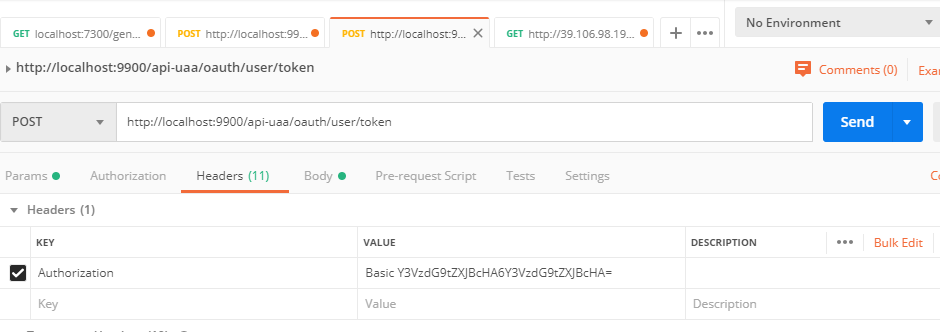 GET localhost:7300/gen... POST http://localhost:99... POST http://localhost:9... GET http://39.106.98.19... No Environment
http://localhost:9900/api-uaa/oauth/user/token Comments (0) Exa
POST http://localhost:9900/api-uaa/oauth/user/token Send
Params Authorization Headers (11) Body Pre-request Script Tests Settings
Headers (1)
KEY VALUE DESCRIPTION Bulk Edit
Authorization Basic Y3VzdG9tZXJBcHA6Y3VzdG9tZXJBcHA=
Key Value Description